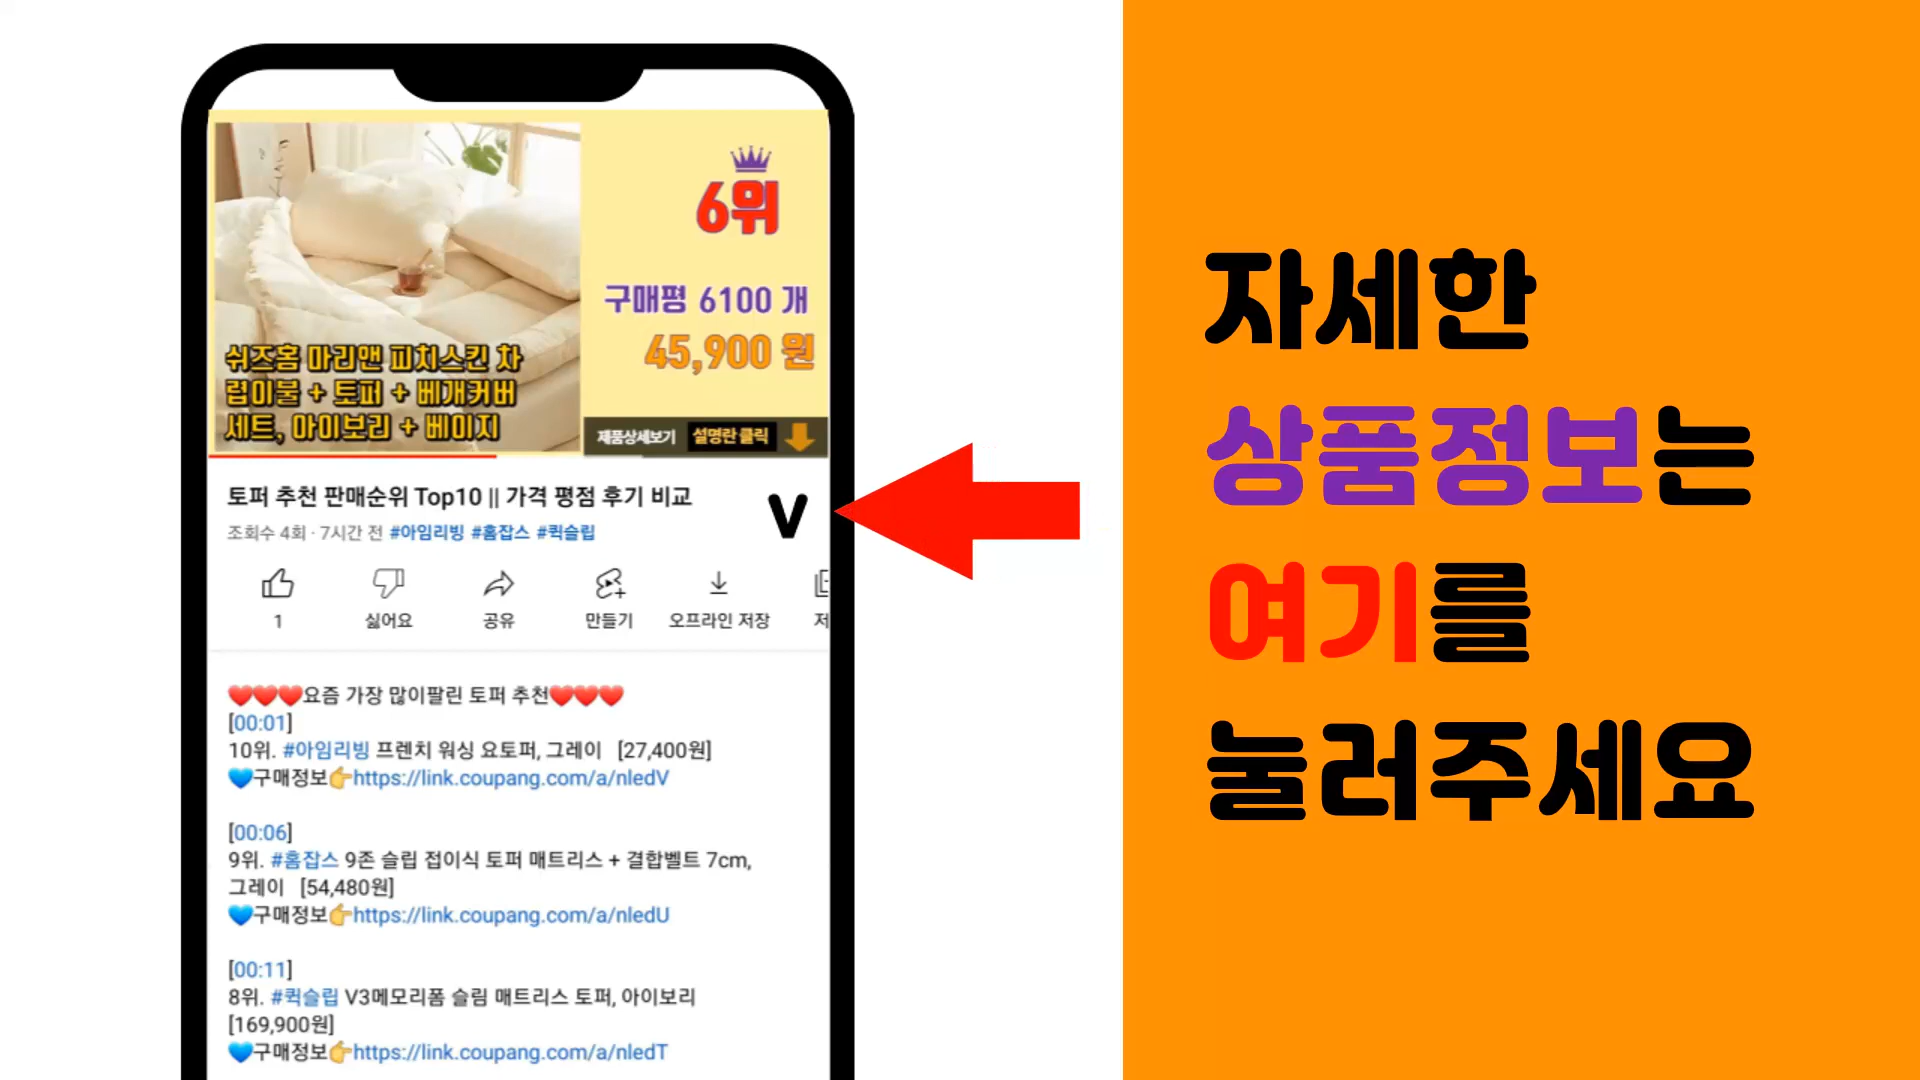 6위
구매평 6100 개
45,900 원
쉬즈홈 마리앤 피치스킨 차
렵이불 + 토퍼 + 베개커버
세트, 아이보리 + 베이지
제품상세보기 설명란 클릭
토퍼 추천 판매순위 Top10 || 가격 평점 후기 비교
V
조회수 4회 · 7시간 전 #아임리빙 #홈잡스 #퀵슬립
1 싫어요 공유 만들기 오프라인 저장 저
❤️❤️❤️요즘 가장 많이팔린 토퍼 추천❤️❤️❤️
[00:01]
10위. #아임리빙 프렌치 워싱 요토퍼, 그레이 [27,400원]
💙구매정보👉https://link.coupang.com/a/nledV
[00:06]
9위. #홈잡스 9존 슬립 접이식 토퍼 매트리스 + 결합벨트 7cm,
그레이 [54,480원]
💙구매정보👉https://link.coupang.com/a/nledU
[00:11]
8위. #퀵슬립 V3메모리폼 슬림 매트리스 토퍼, 아이보리
[169,900원]
💙구매정보👉https://link.coupang.com/a/nledT
자세한
상품정보는
여기를
눌러주세요